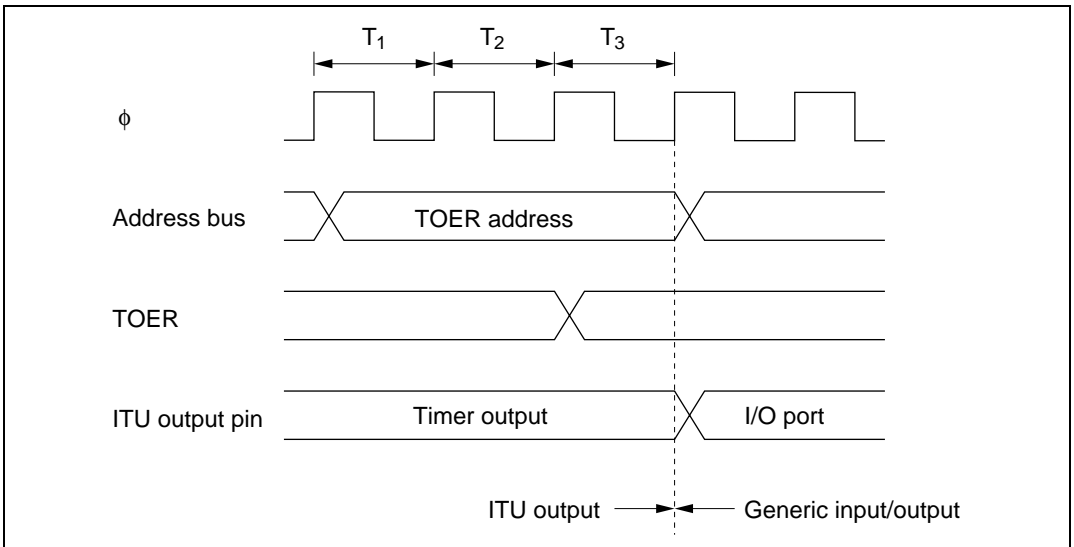 T1 T2 T3
φ
Address bus TOER address
TOER
ITU output pin Timer output I/O port
ITU output Generic input/output